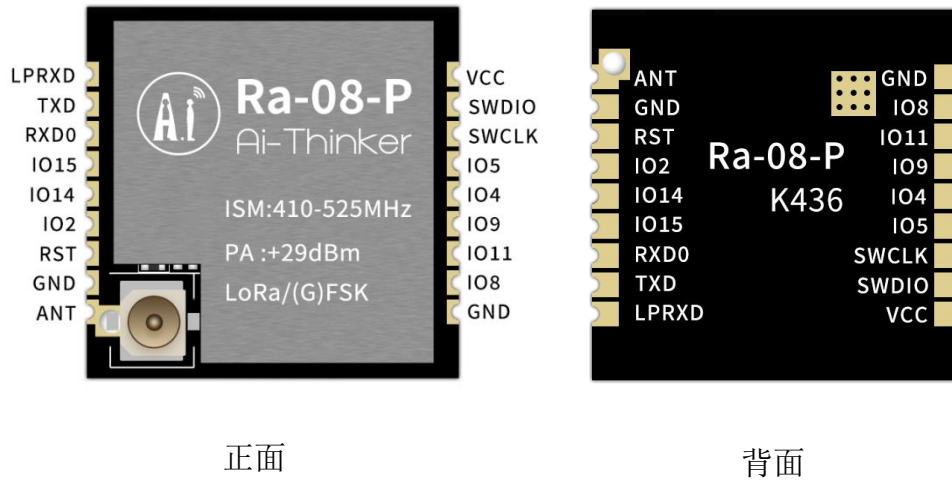 LPRXD
TXD
RXD0
IO15
IO14
IO2
RST
GND
ANT
A.i
Ra-08-P
Ai-Thinker
ISM:410-525MHz
PA :+29dBm
LoRa/(G)FSK
VCC
SWDIO
SWCLK
IO5
IO4
IO9
IO11
IO8
GND
正面
ANT
GND
RST
IO2
IO14
IO15
RXD0
TXD
LPRXD
Ra-08-P
K436
GND
IO8
IO11
IO9
IO4
IO5
SWCLK
SWDIO
VCC
背面